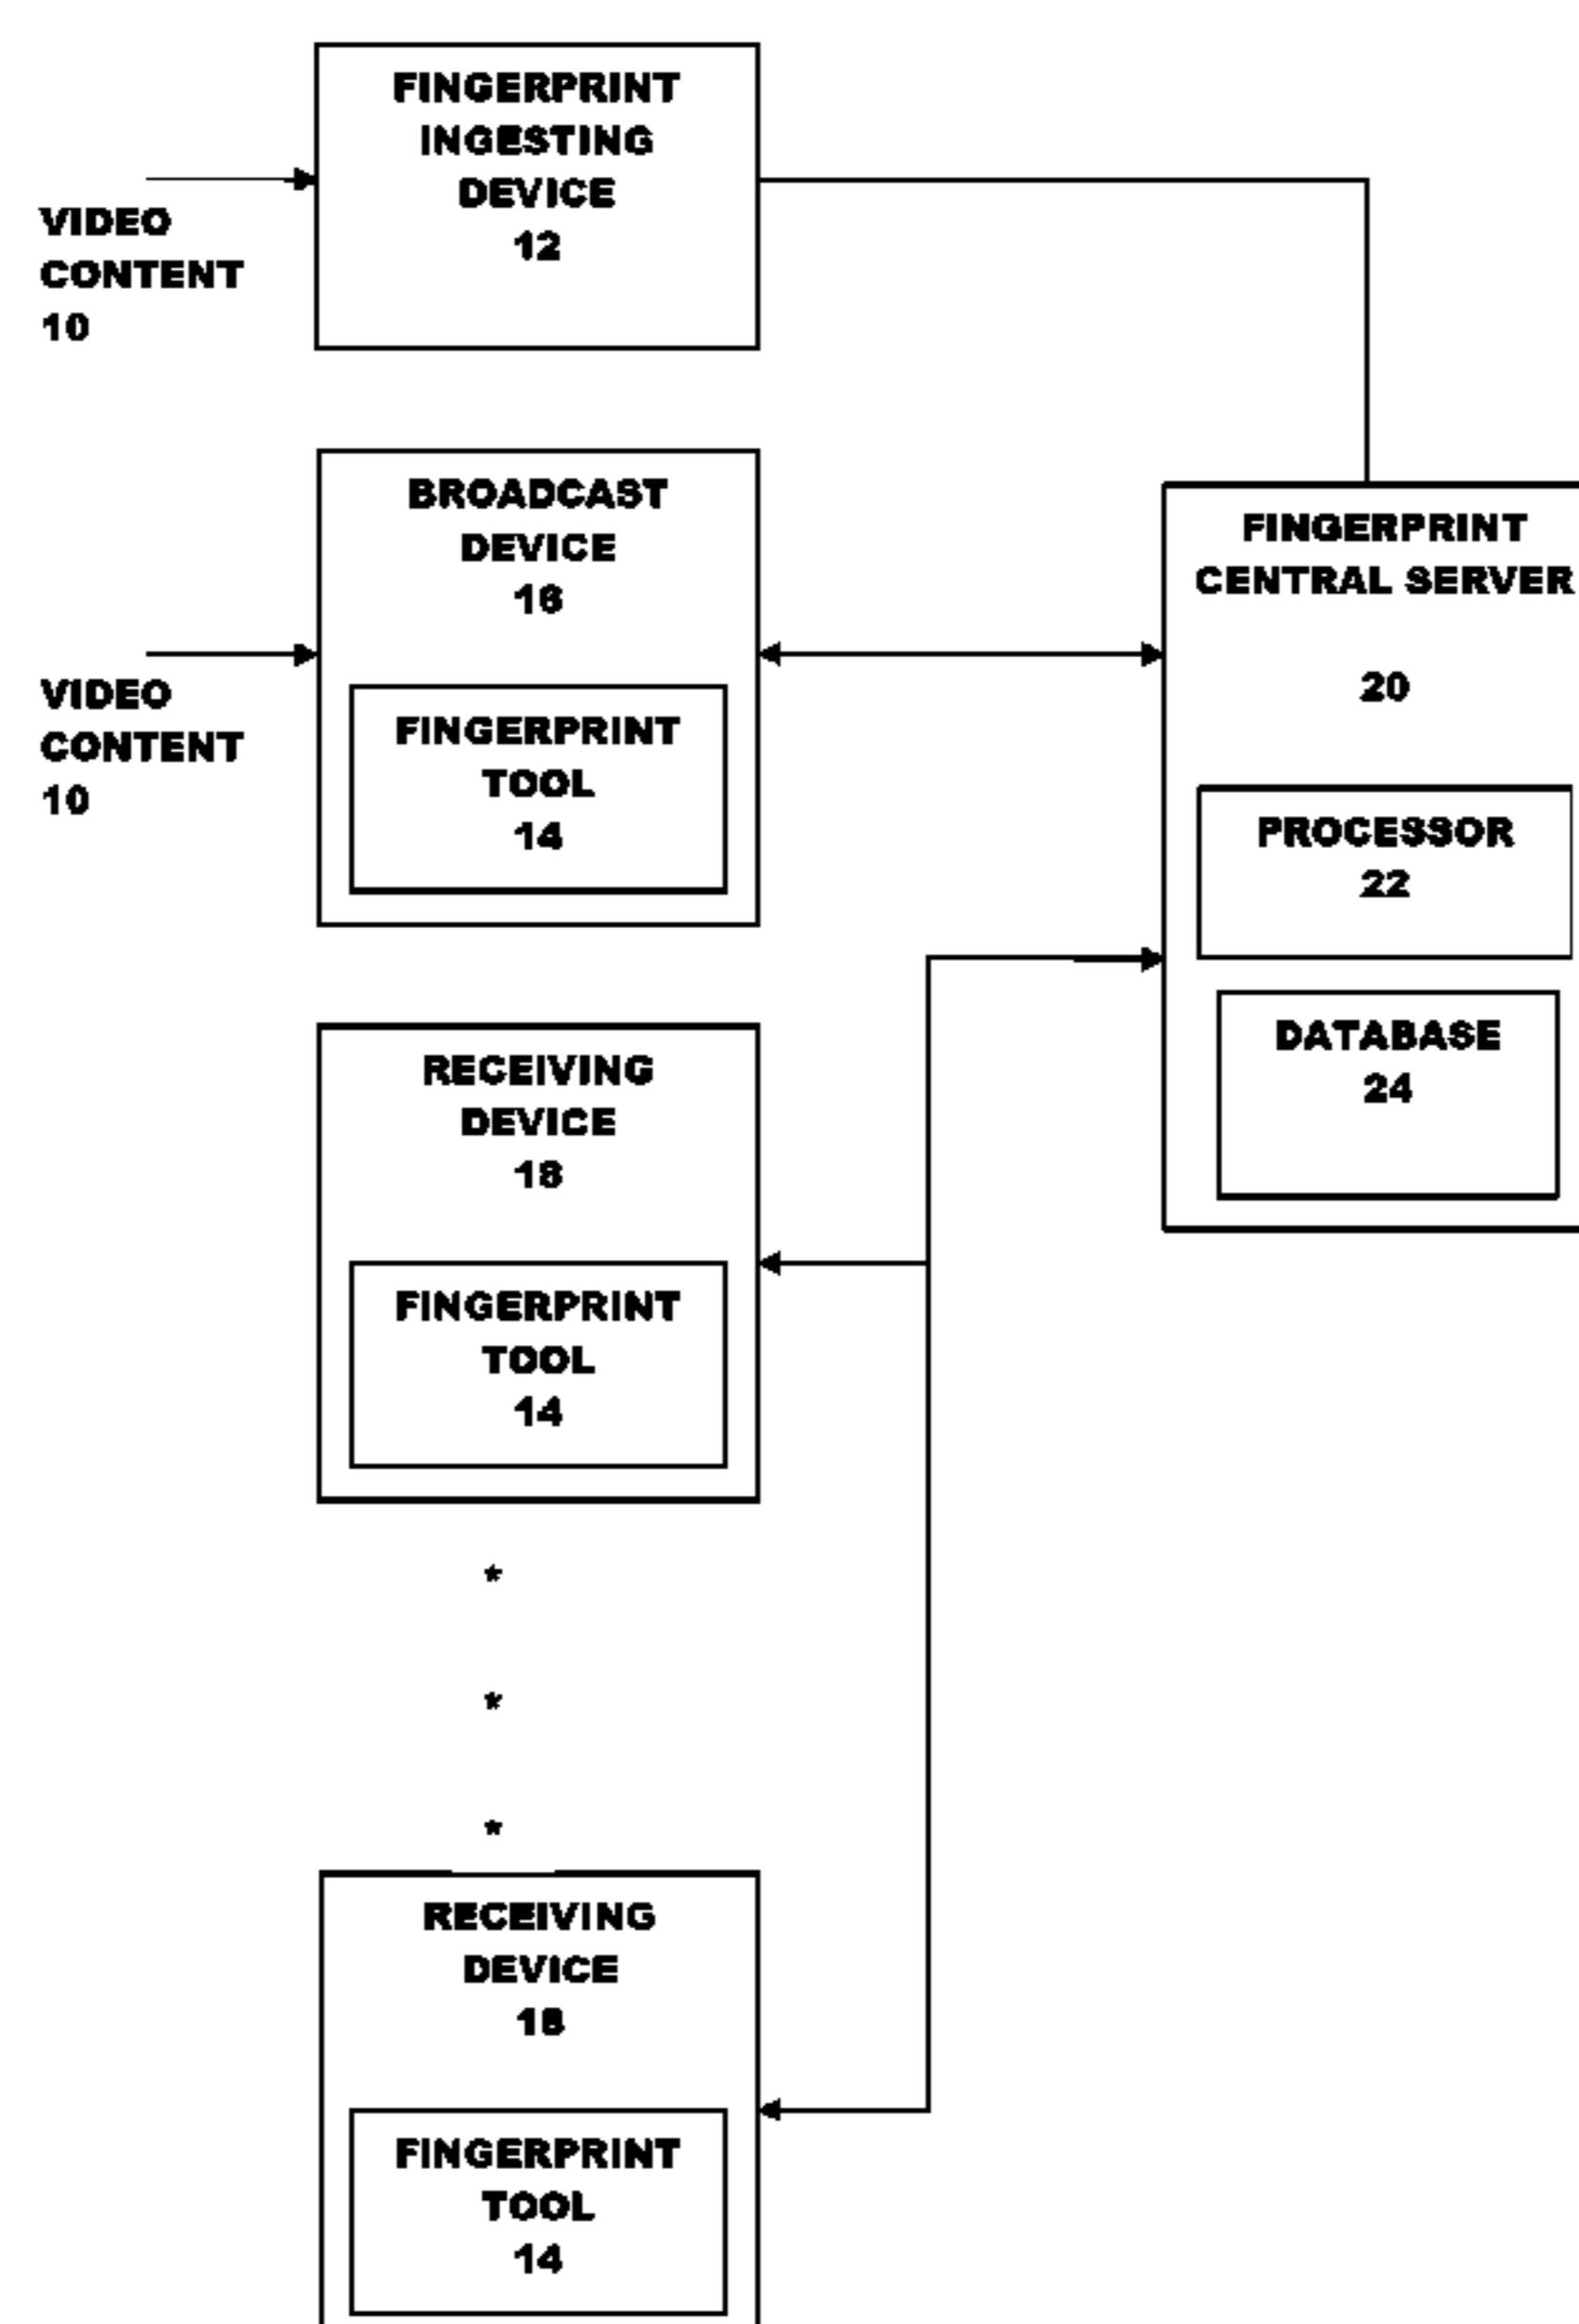 FINGERPRINT
INGESTING
DEVICE
12
VIDEO
CONTENT
10
BROADCAST
DEVICE
16
FINGERPRINT
TOOL
14
VIDEO
CONTENT
10
FINGERPRINT
CENTRAL SERVER
20
PROCESSOR
22
DATABASE
24
RECEIVING
DEVICE
18
FINGERPRINT
TOOL
14
*
*
*
RECEIVING
DEVICE
18
FINGERPRINT
TOOL
14